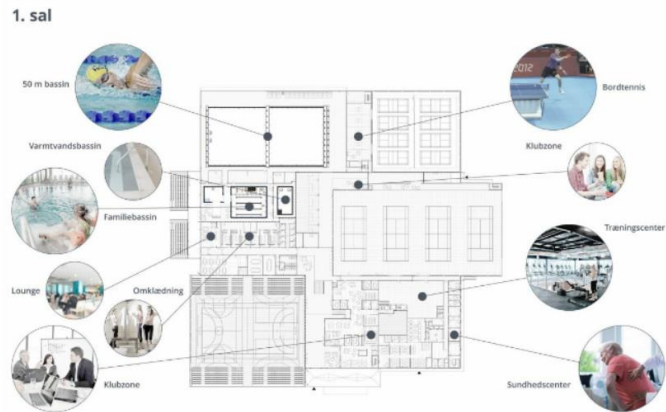 1. sal
50 m bassin
Bordtennis
Varmtvandsbassin
Klubzone
Familiebassin
Træningscenter
Lounge
Omklædning
Klubzone
Sundhedscenter